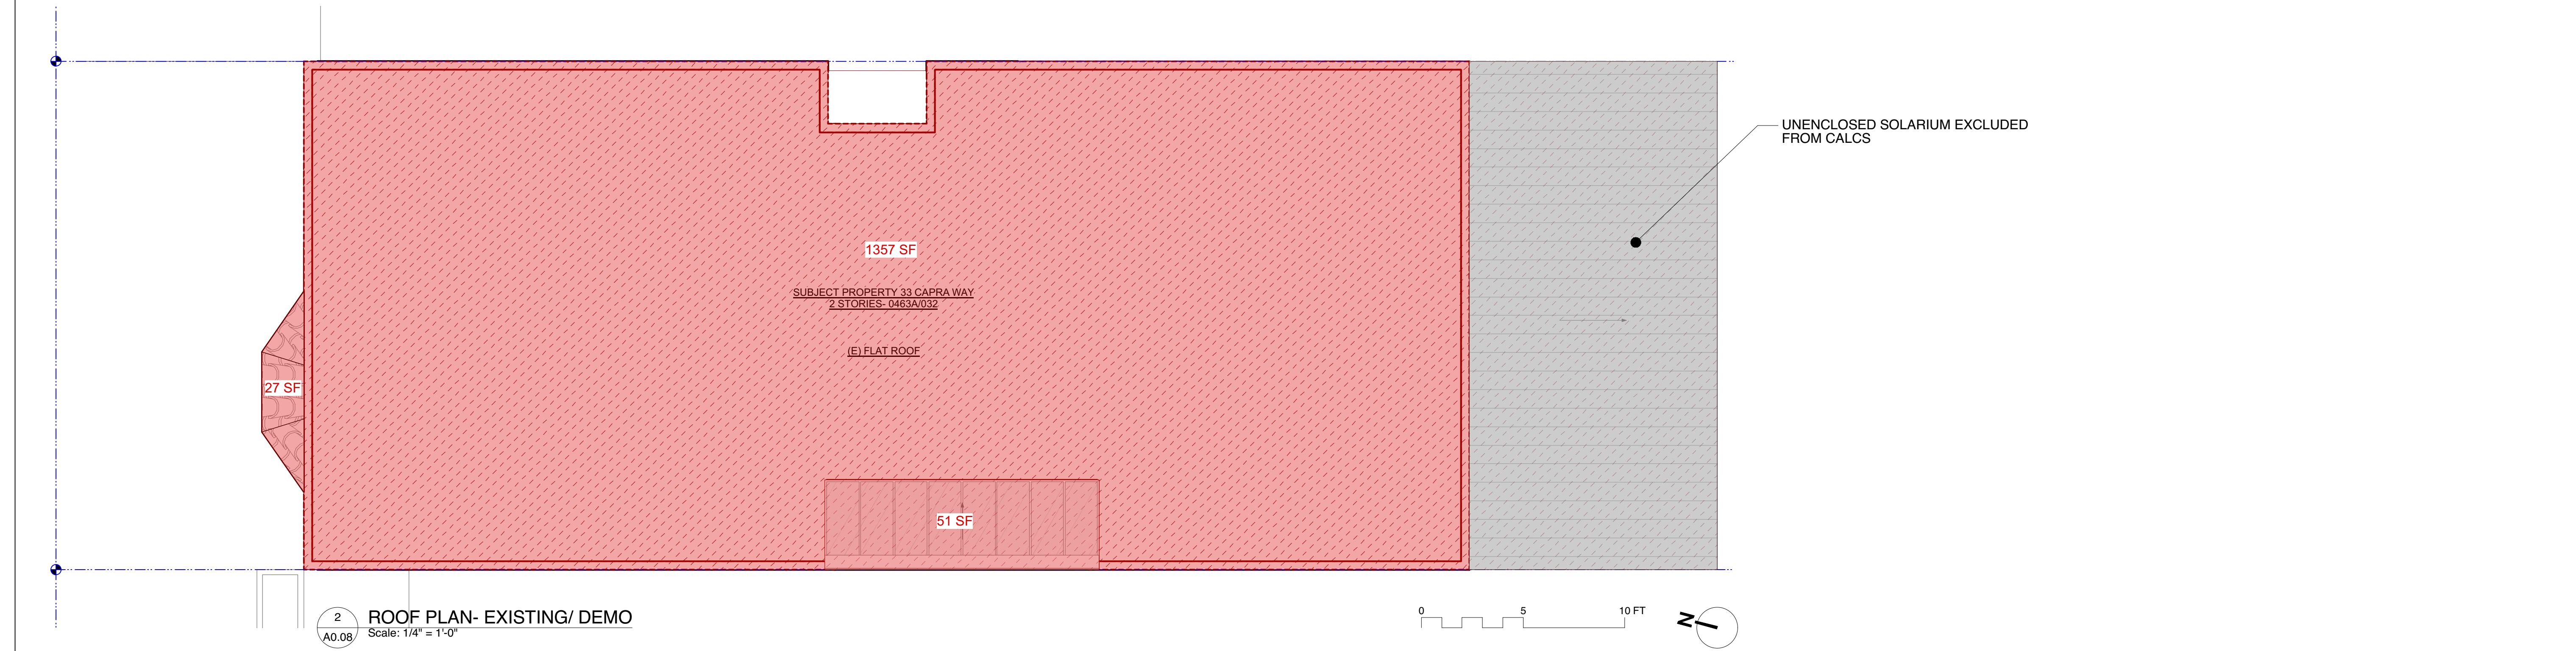 UNENCLOSED SOLARIUM EXCLUDED
FROM CALCS
1357 SF
SUBJECT PROPERTY 33 CAPRA WAY
2 STORIES- 0463A/032
(E) FLAT ROOF
27 SF
51 SF
2
A0.08
ROOF PLAN- EXISTING/ DEMO
Scale: 1/4" = 1'-0"
0 5 10 FT
N